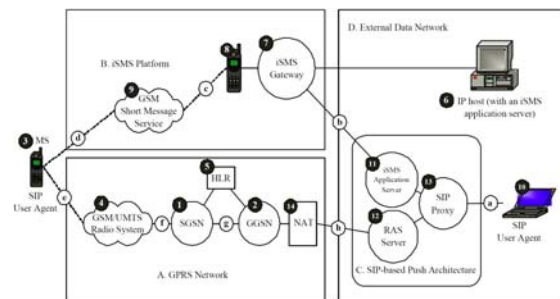 D. External Data Network
B. iSMS Platform
8
7
iSMS
Gateway
9
GSM
Short Message
Service
c
d
6 IP host (with an iSMS
application server)
3 MS
SIP
User Agent
b
5
HLR
11
iSMS
Application
Server
13
SIP
Proxy
10
a
SIP
User Agent
e
4
GSM/UMTS
Radio System
f
1
SGSN
g
2
GGSN
14
NAT
h
12
RAS
Server
A. GPRS Network
C. SIP-based Push Architecture